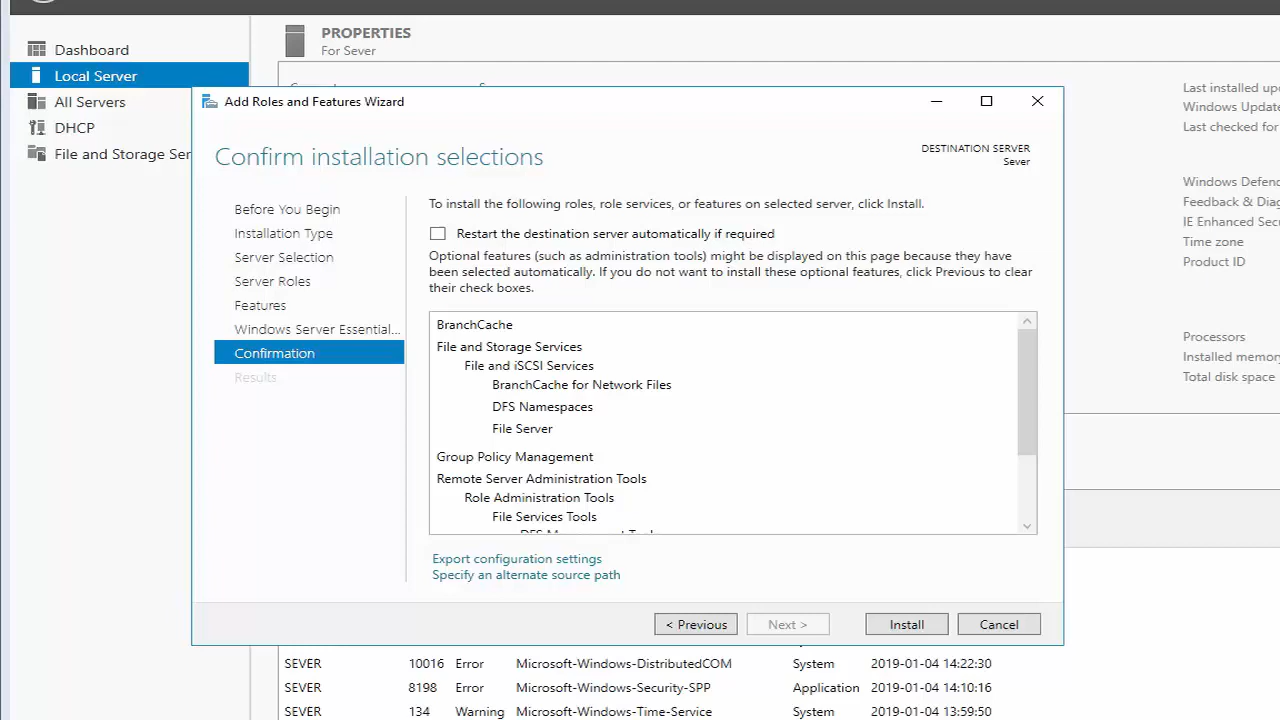 PROPERTIES
For Sever
Dashboard
Local Server
All Servers
DHCP
File and Storage Ser
Last installed upd
Windows Update
Last checked for
Windows Defend
Feedback & Diag
IE Enhanced Secu
Time zone
Product ID
Processors
Installed memory
Total disk space
Add Roles and Features Wizard
Confirm installation selections
DESTINATION SERVER
Sever
Before You Begin
Installation Type
Server Selection
Server Roles
Features
Windows Server Essential...
Confirmation
Results
To install the following roles, role services, or features on selected server, click Install.
Restart the destination server automatically if required
Optional features (such as administration tools) might be displayed on this page because they have
been selected automatically. If you do not want to install these optional features, click Previous to clear
their check boxes.
BranchCache
File and Storage Services
File and iSCSI Services
BranchCache for Network Files
DFS Namespaces
File Server
Group Policy Management
Remote Server Administration Tools
Role Administration Tools
File Services Tools
Export configuration settings
Specify an alternate source path
< Previous
Next >
Install
Cancel
SEVER 10016 Error Microsoft-Windows-DistributedCOM System 2019-01-04 14:22:30
SEVER 8198 Error Microsoft-Windows-Security-SPP Application 2019-01-04 14:10:16
SEVER 134 Warning Microsoft-Windows-Time-Service System 2019-01-04 13:59:50